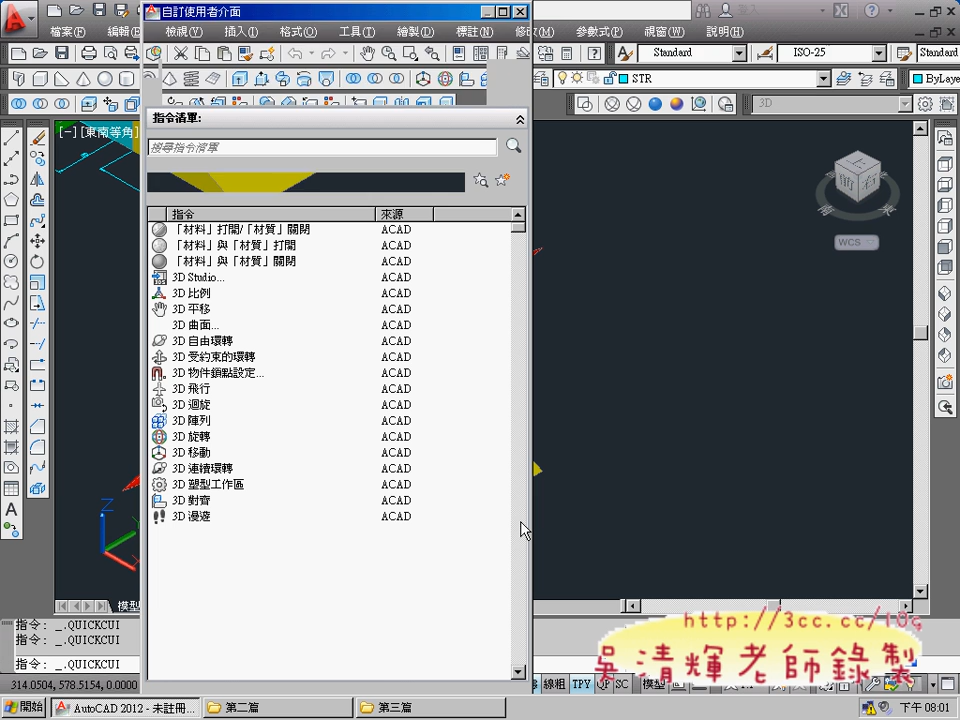 自訂使用者介面
檔案(F) 編輯(E 檢視(V) 插入(I) 格式(O) 工具(T) 繪製(D) 標註(N) 修改(M) 參數式(P) 視窗(W) 說明(H)
Standard ISO-25 Standard
STR ByLaye
3D
[−] [東南等角]
指令清單:
搜尋指令清單
指令 來源
「材料」打開/「材質」關閉 ACAD
「材料」與「材質」打開 ACAD
「材料」與「材質」關閉 ACAD
3D Studio... ACAD
3D 比例 ACAD
3D 平移 ACAD
3D 曲面... ACAD
3D 自由環轉 ACAD
3D 受約束的環轉 ACAD
3D 物件鎖點設定... ACAD
3D 飛行 ACAD
3D 迴旋 ACAD
3D 陣列 ACAD
3D 旋轉 ACAD
3D 移動 ACAD
3D 連續環轉 ACAD
3D 塑型工作區 ACAD
3D 對齊 ACAD
3D 漫遊 ACAD
上
前 右
南 東
WCS
Z
模型
指令: _.QUICKCUI
指令: _.QUICKCUI
指令: _.QUICKCUI
http://3cc.cc/10g
吳清輝老師錄製
314.0504, 578.5154, 0.0000 線粗 TPY QP SC 模型
開始 AutoCAD 2012 - 未註冊... 第二篇 第三篇 下午 08:01